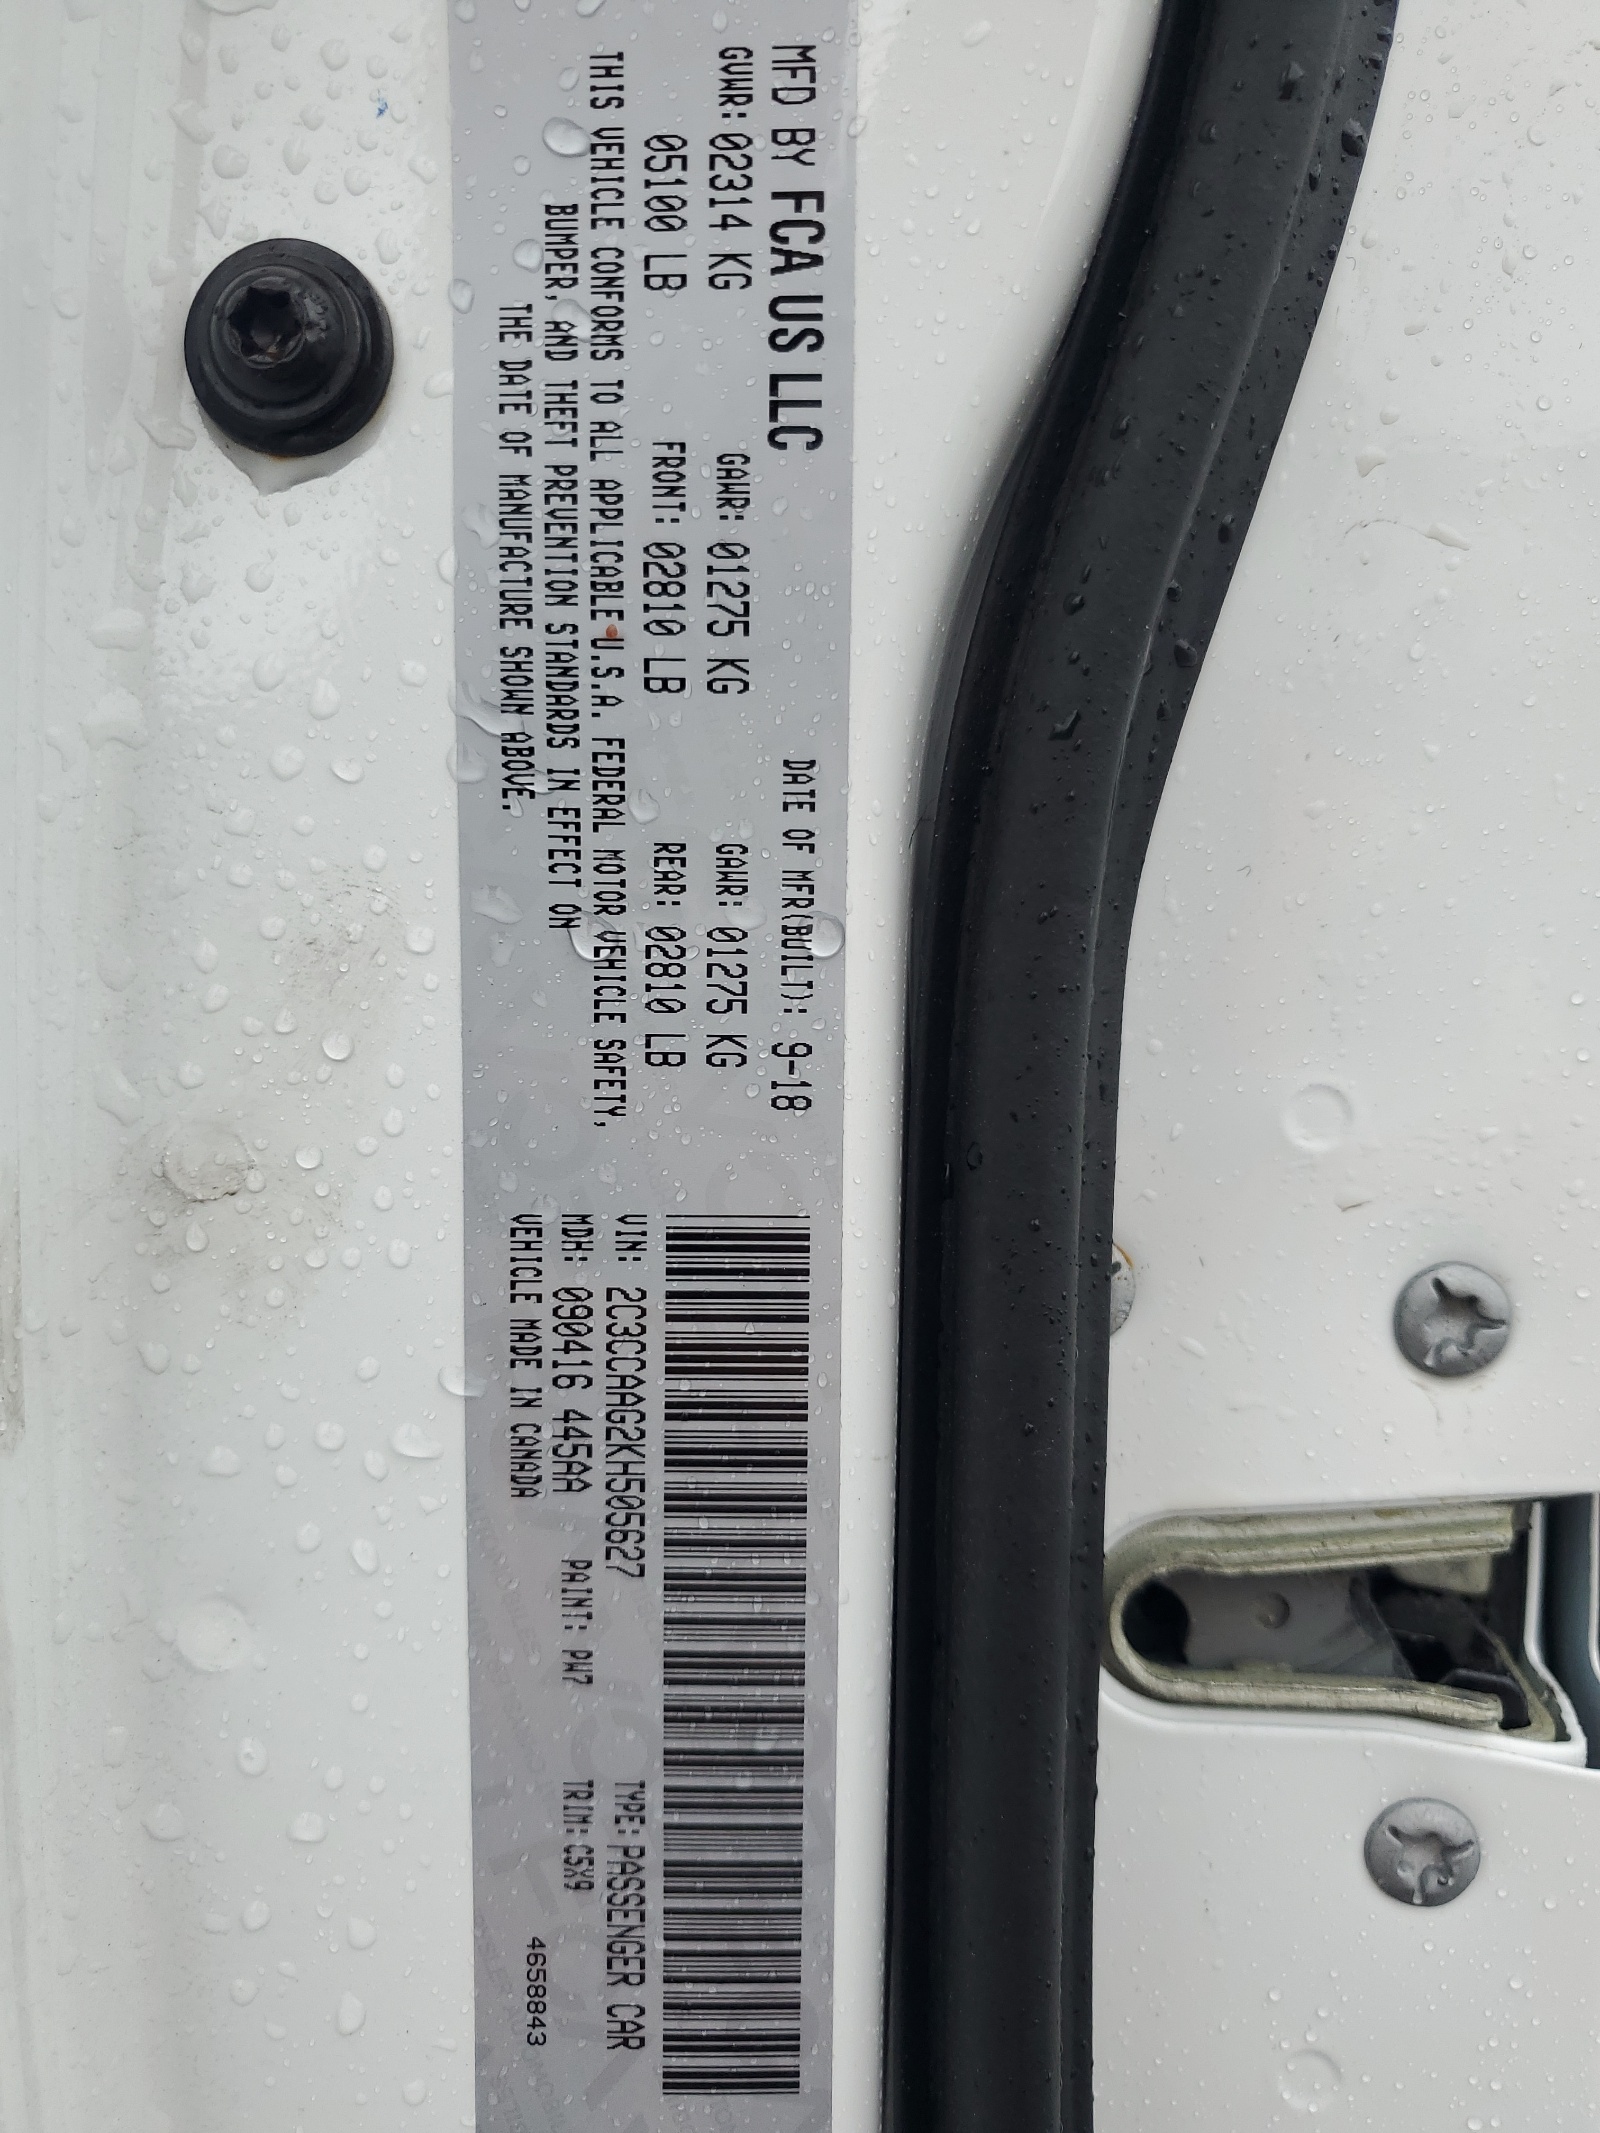 MFD BY FCA US LLC DATE OF MFR(BUILT): 9-18
GVWR: 02314 KG GAWR: 01275 KG GAWR: 01275 KG
05100 LB FRONT: 02810 LB REAR: 02810 LB
THIS VEHICLE CONFORMS TO ALL APPLICABLE U.S.A. FEDERAL MOTOR VEHICLE SAFETY,
BUMPER, AND THEFT PREVENTION STANDARDS IN EFFECT ON
THE DATE OF MANUFACTURE SHOWN ABOVE.
VIN: 2C3CCAAG2KH505627 TYPE: PASSENGER CAR
MDH: 090416 445AA PAINT: PW7 TRIM: C5X9
VEHICLE MADE IN CANADA 4658843